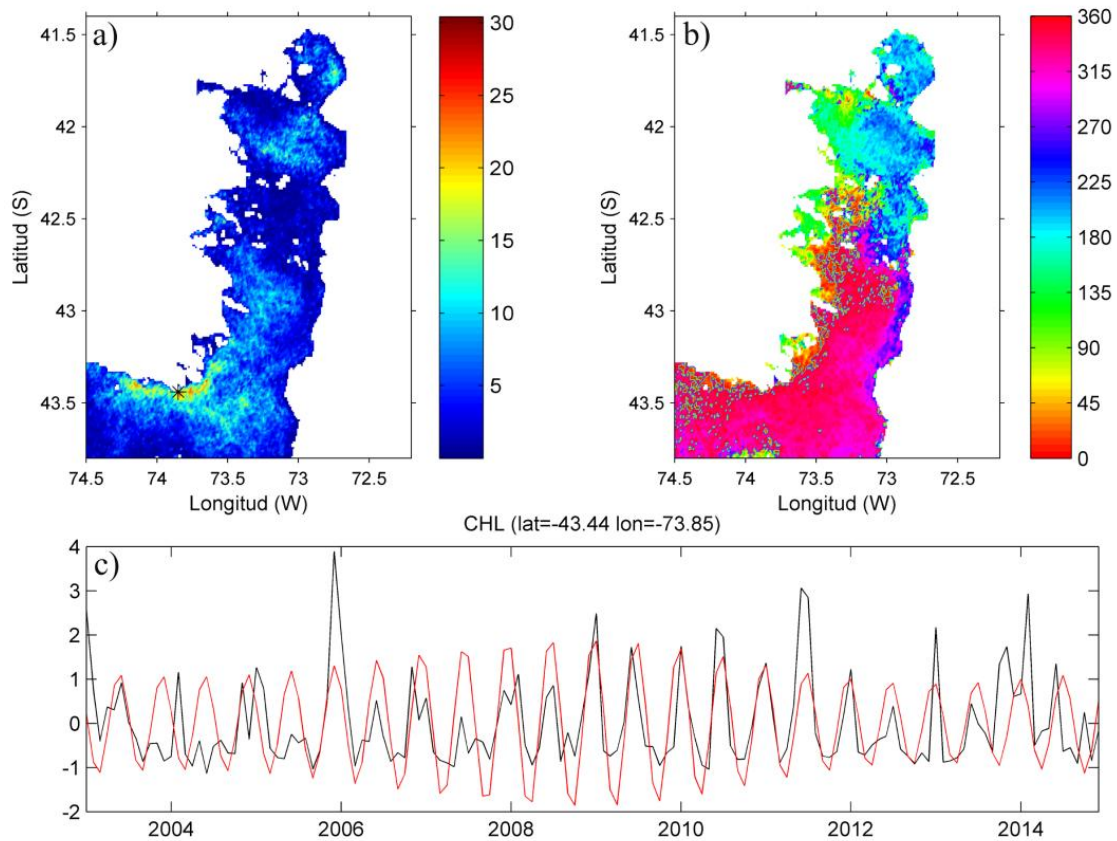 a)
41.5
42
42.5
43
43.5
Latitud (S)
74.5 74 73.5 73 72.5
Longitud (W)
30
25
20
15
10
5
b)
41.5
42
42.5
43
43.5
Latitud (S)
74.5 74 73.5 73 72.5
Longitud (W)
360
315
270
225
180
135
90
45
0
CHL (lat=-43.44 lon=-73.85)
c)
4
3
2
1
0
-1
-2
2004 2006 2008 2010 2012 2014